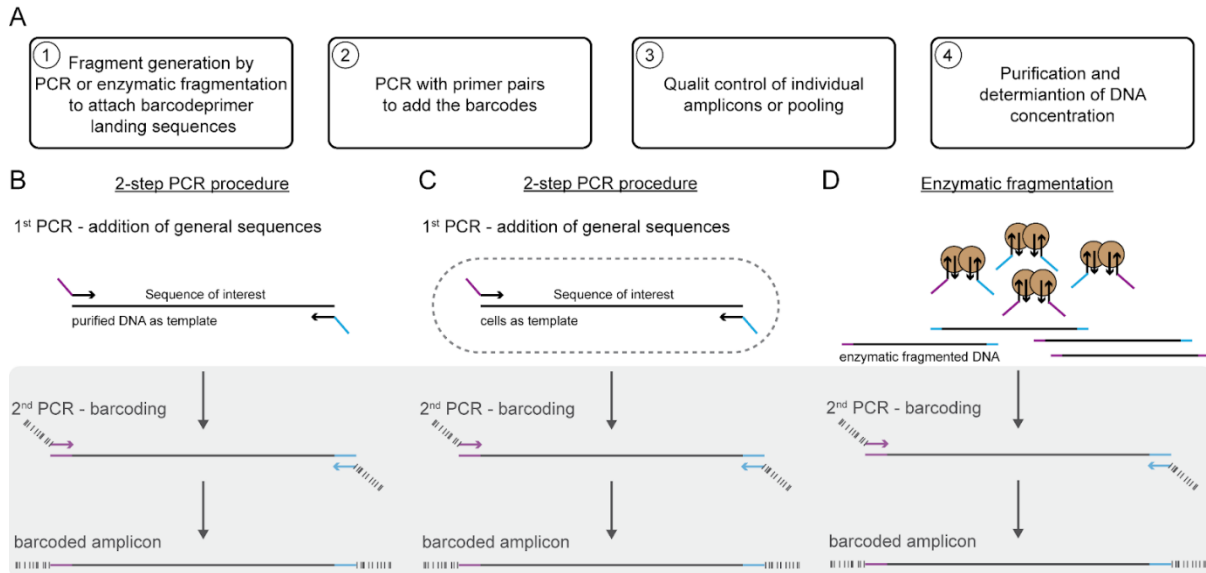 A
1
Fragment generation by
PCR or enzymatic fragmentation
to attach barcodeprimer
landing sequences
2
PCR with primer pairs
to add the barcodes
3
Qualit control of individual
amplicons or pooling
4
Purification and
determiantion of DNA
concentration
B
2-step PCR procedure
1st PCR - addition of general sequences
Sequence of interest
purified DNA as template
2nd PCR - barcoding
barcoded amplicon
C
2-step PCR procedure
1st PCR - addition of general sequences
Sequence of interest
cells as template
2nd PCR - barcoding
barcoded amplicon
D
Enzymatic fragmentation
enzymatic fragmented DNA
2nd PCR - barcoding
barcoded amplicon